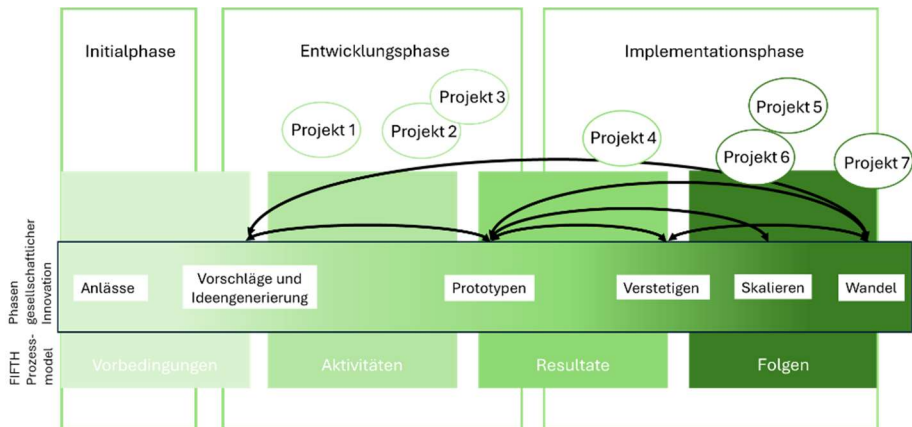 Initialphase
Entwicklungsphase
Implementationsphase
Projekt 1
Projekt 2
Projekt 3
Projekt 4
Projekt 5
Projekt 6
Projekt 7
Phasen
gesellschaftlicher
Innovation
Anlässe
Vorschläge und
Ideengenerierung
Prototypen
Verstetigen
Skalieren
Wandel
FIFTH
Prozess-
model
Vorbedingungen
Aktivitäten
Resultate
Folgen